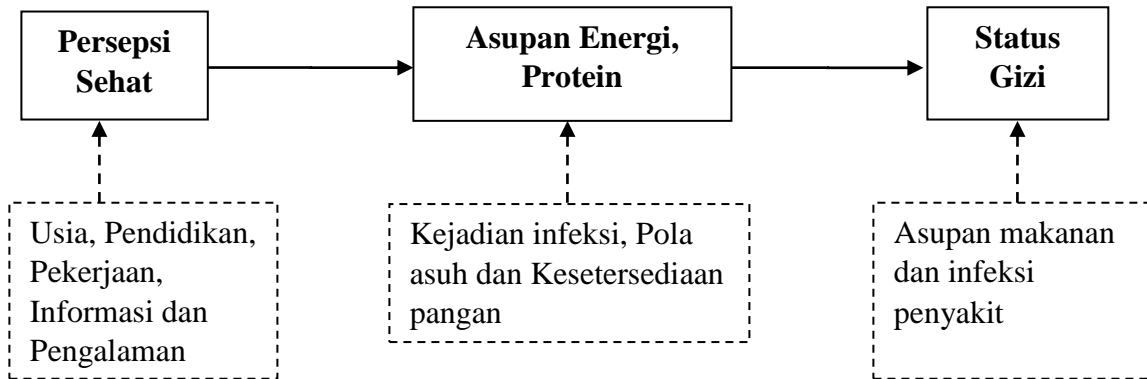 Persepsi
Sehat
Asupan Energi,
Protein
Status
Gizi
Usia, Pendidikan,
Pekerjaan,
Informasi dan
Pengalaman
Kejadian infeksi, Pola
asuh dan Kesetersediaan
pangan
Asupan makanan
dan infeksi
penyakit